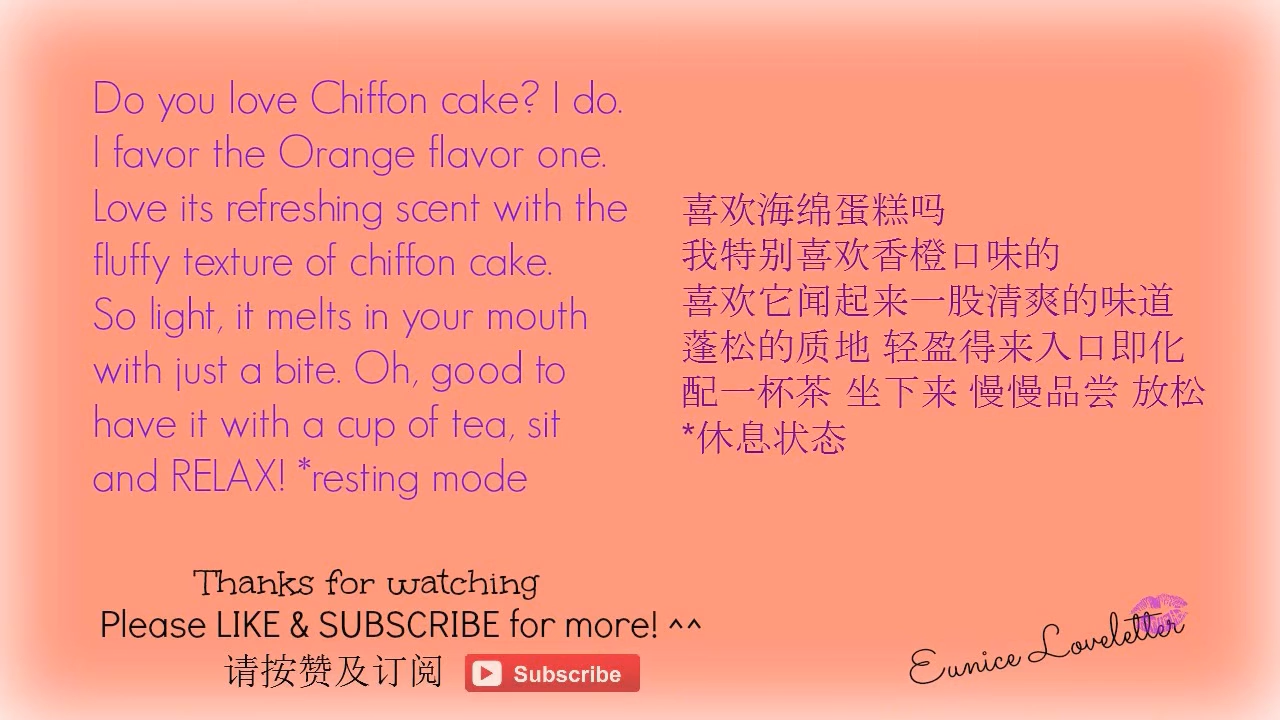 Do you love Chiffon cake? I do.
I favor the Orange flavor one.
Love its refreshing scent with the
fluffy texture of chiffon cake.
So light, it melts in your mouth
with just a bite. Oh, good to
have it with a cup of tea, sit
and RELAX! *resting mode
喜欢海绵蛋糕吗
我特别喜欢香橙口味的
喜欢它闻起来一股清爽的味道
蓬松的质地 轻盈得来入口即化
配一杯茶 坐下来 慢慢品尝 放松
*休息状态
Thanks for watching
Please LIKE & SUBSCRIBE for more! ^^
请按赞及订阅
Subscribe
Eunice Loveletter